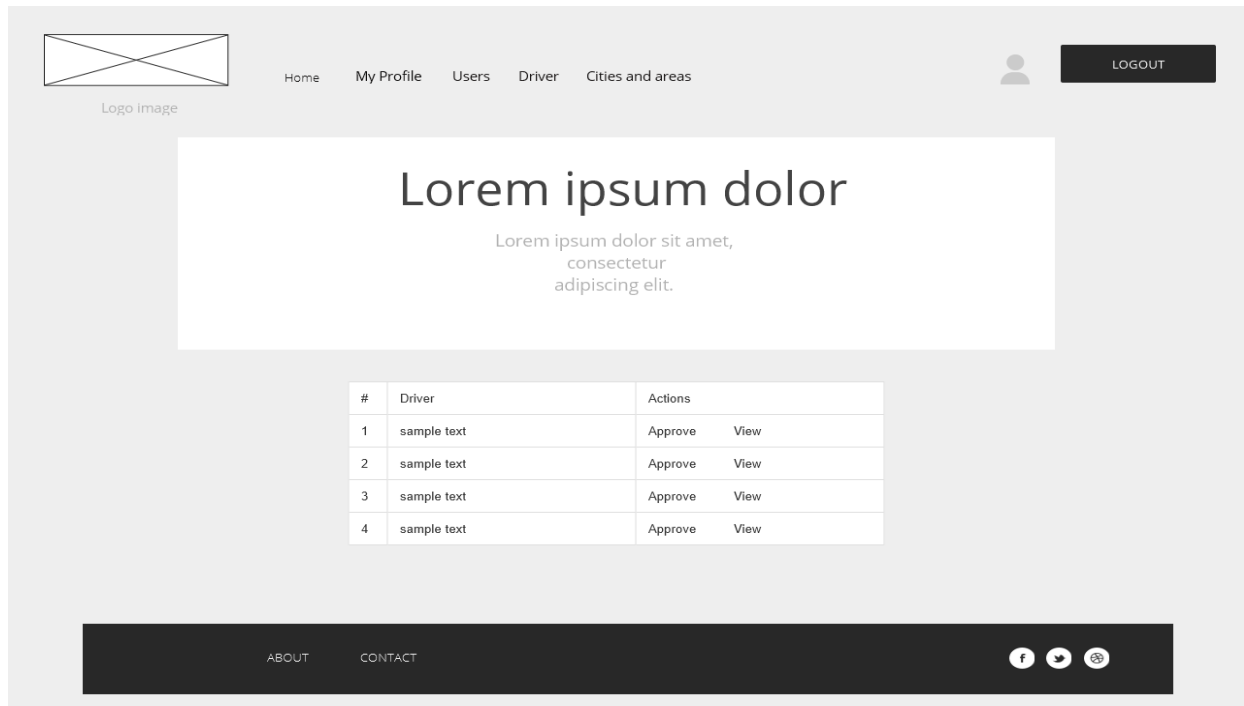 Home My Profile Users Driver Cities and areas LOGOUT
Logo image
Lorem ipsum dolor
Lorem ipsum dolor sit amet,
consectetur
adipiscing elit.
# Driver Actions
1 sample text Approve View
2 sample text Approve View
3 sample text Approve View
4 sample text Approve View
ABOUT CONTACT